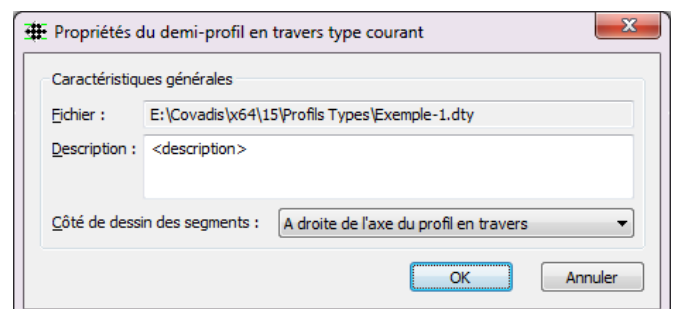 Propriétés du demi-profil en travers type courant
Caractéristiques générales
Fichier : E:\Covadis\x64\15\Profils Types\Exemple-1.dty
Description : <description>
Côté de dessin des segments : A droite de l'axe du profil en travers
OK Annuler